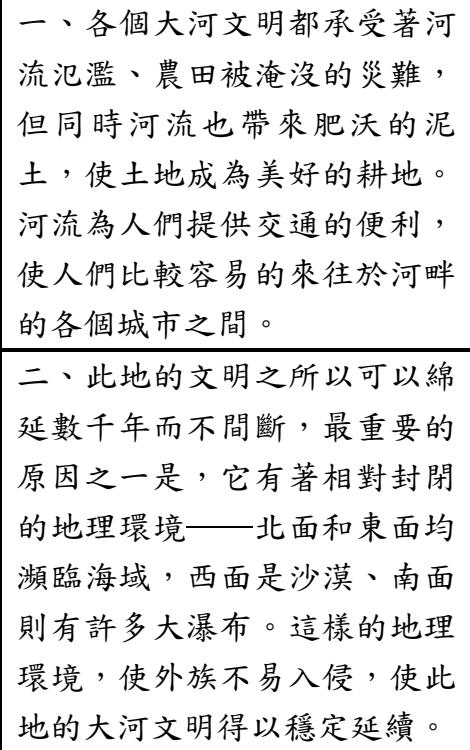 一、各個大河文明都承受著河
流氾濫、農田被淹沒的災難，
但同時河流也帶來肥沃的泥
土，使土地成為美好的耕地。
河流為人們提供交通的便利，
使人們比較容易的來往於河畔
的各個城市之間。
二、此地的文明之所以可以綿
延數千年而不間斷，最重要的
原因之一是，它有著相對封閉
的地理環境——北面和東面均
瀕臨海域，西面是沙漠、南面
則有許多大瀑布。這樣的地理
環境，使外族不易入侵，使此
地的大河文明得以穩定延續。